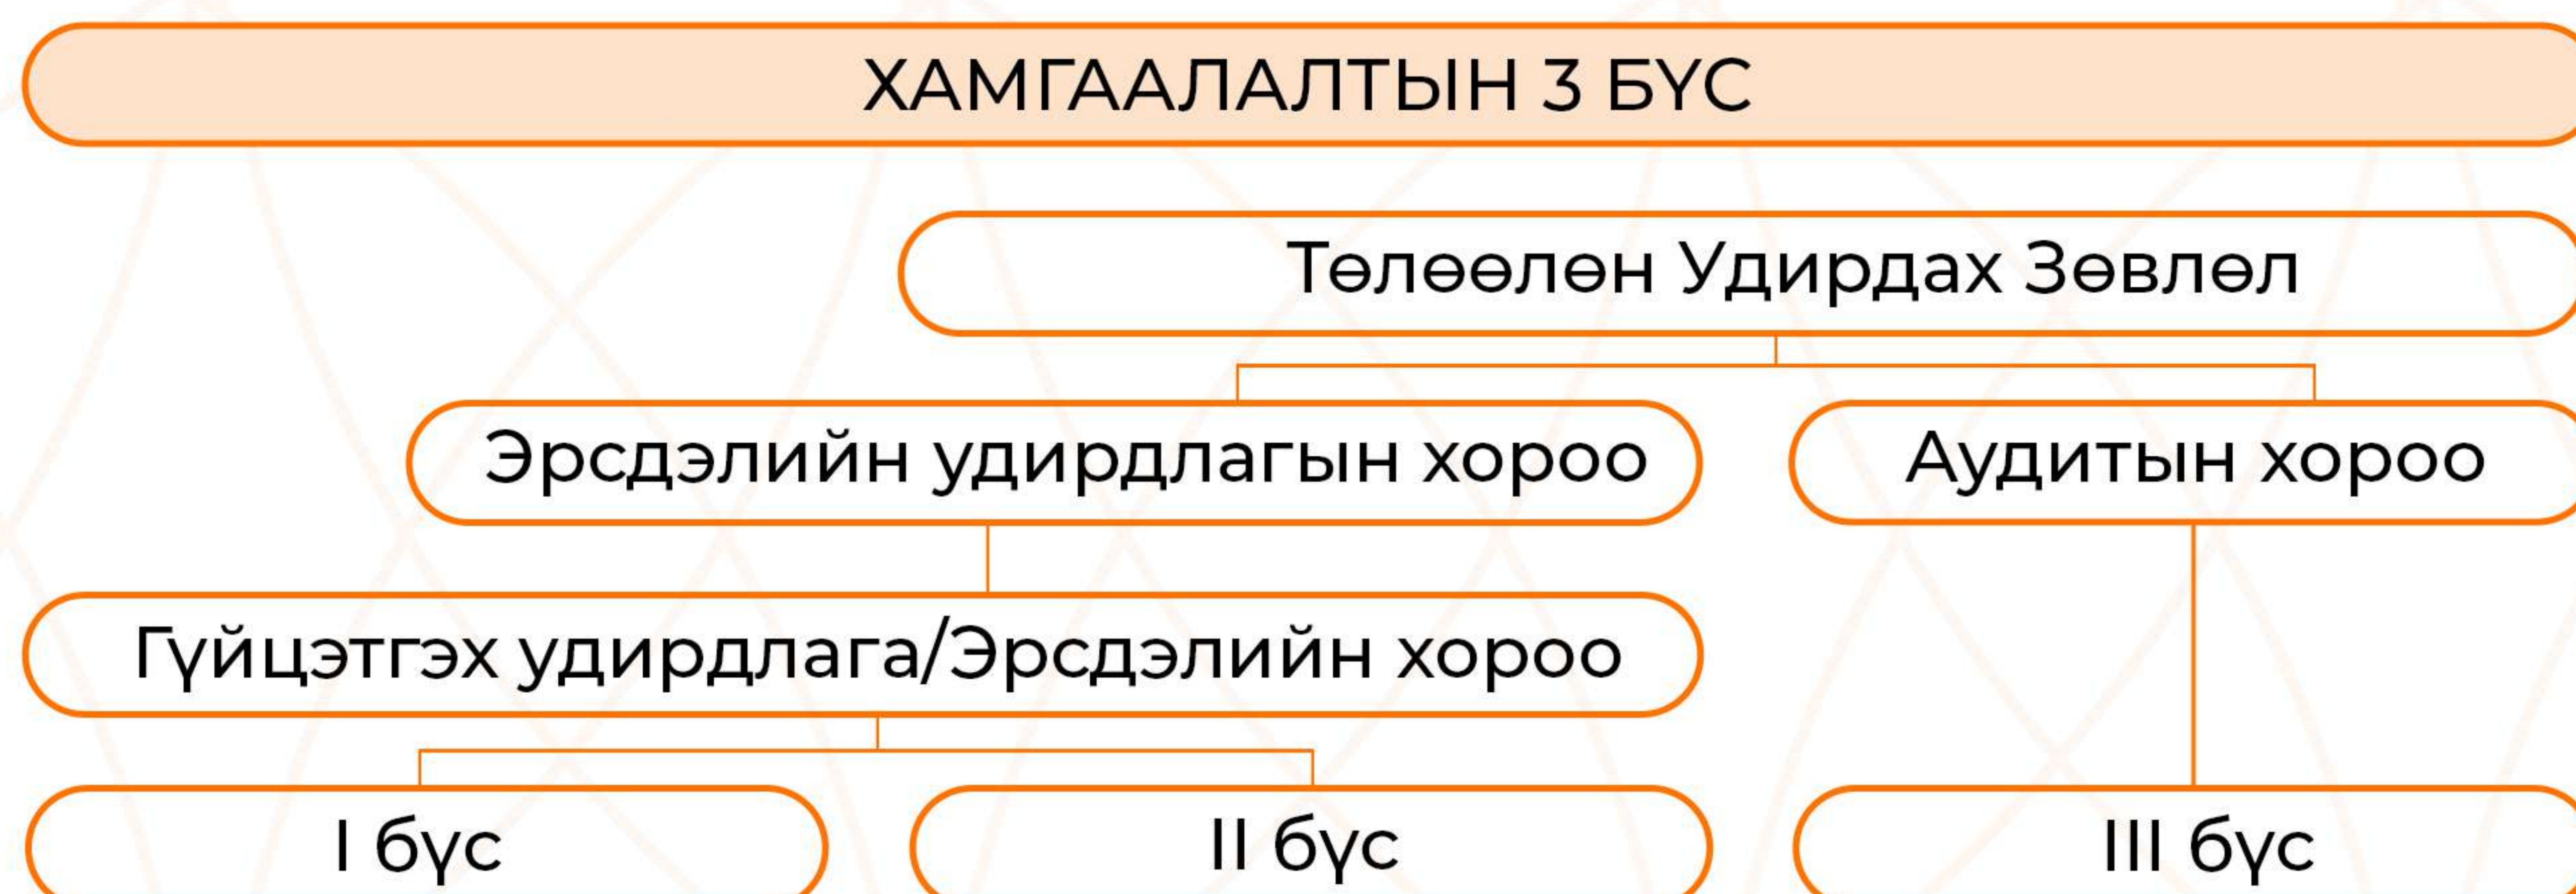 ХАМГААЛАЛТЫН 3 БҮС
Төлөөлөн Удирдах Зөвлөл
Эрсдэлийн удирдлагын хороо
Аудитын хороо
Гүйцэтгэх удирдлага/Эрсдэлийн хороо
I бүс
II бүс
III бүс